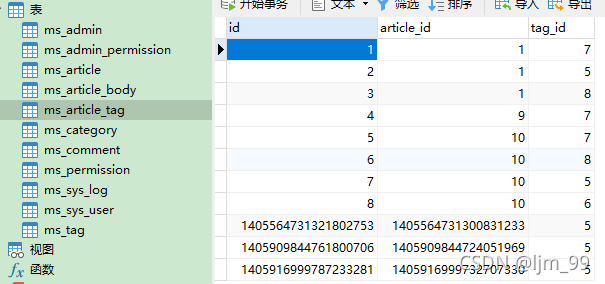 表
ms_admin
ms_admin_permission
ms_article
ms_article_body
ms_article_tag
ms_category
ms_comment
ms_permission
ms_sys_log
ms_sys_user
ms_tag
视图
函数
开始事务 文本 筛选 排序 导入 导出
id article_id tag_id
1 1 7
2 1 5
3 1 8
4 9 7
5 10 7
6 10 8
7 10 5
8 10 6
1405564731321802753 1405564731300831233 5
1405909844761800706 1405909844724051969 5
1405916999787233281 1405916999732707330 5
CSDN @ljm_99